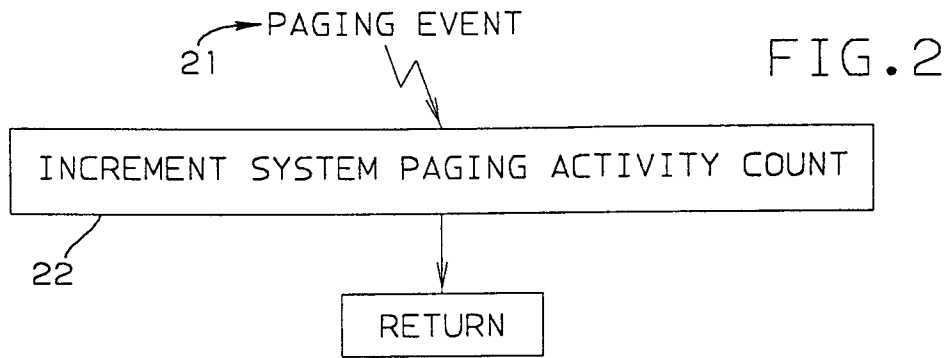 PAGING EVENT
21
FIG.2
INCREMENT SYSTEM PAGING ACTIVITY COUNT
22
RETURN